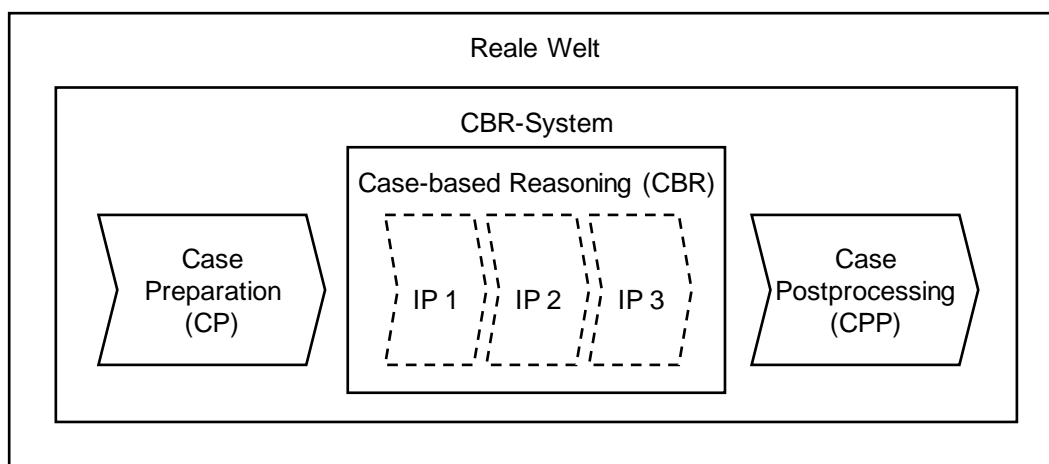 Reale Welt
CBR-System
Case-based Reasoning (CBR)
Case
Preparation
(CP)
IP 1
IP 2
IP 3
Case
Postprocessing
(CPP)